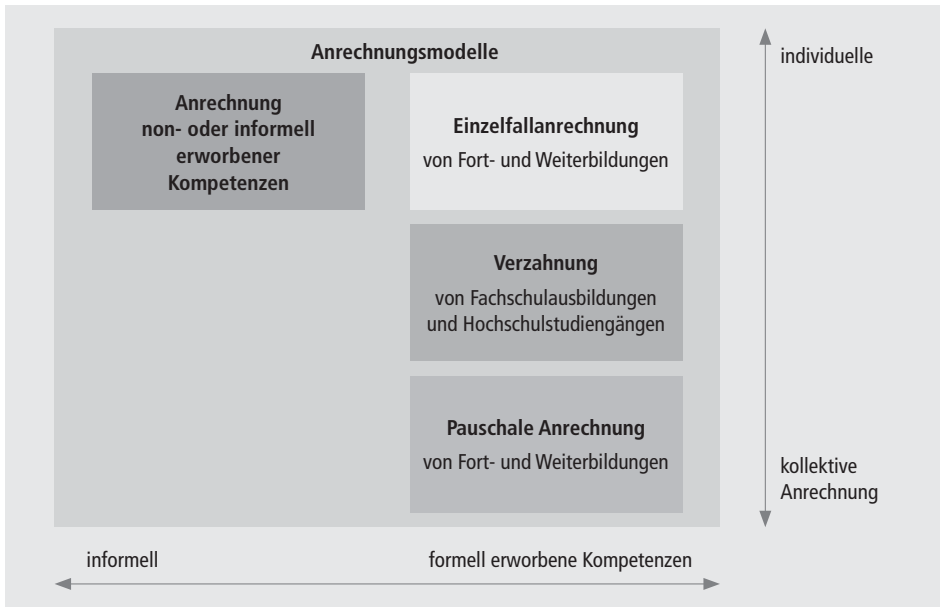 Anrechnungsmodelle
Anrechnung
non- oder informell
erworbener
Kompetenzen
Einzelfallanrechnung
von Fort- und Weiterbildungen
Verzahnung
von Fachschulausbildungen
und Hochschulstudiengängen
Pauschale Anrechnung
von Fort- und Weiterbildungen
individuelle
kollektive
Anrechnung
informell
formell erworbene Kompetenzen